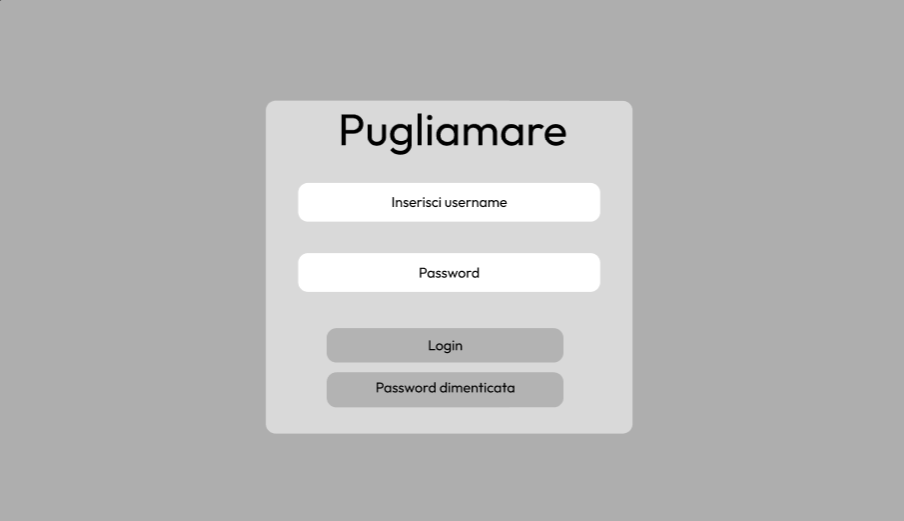 Pugliamare
Inserisci username
Password
Login
Password dimenticata